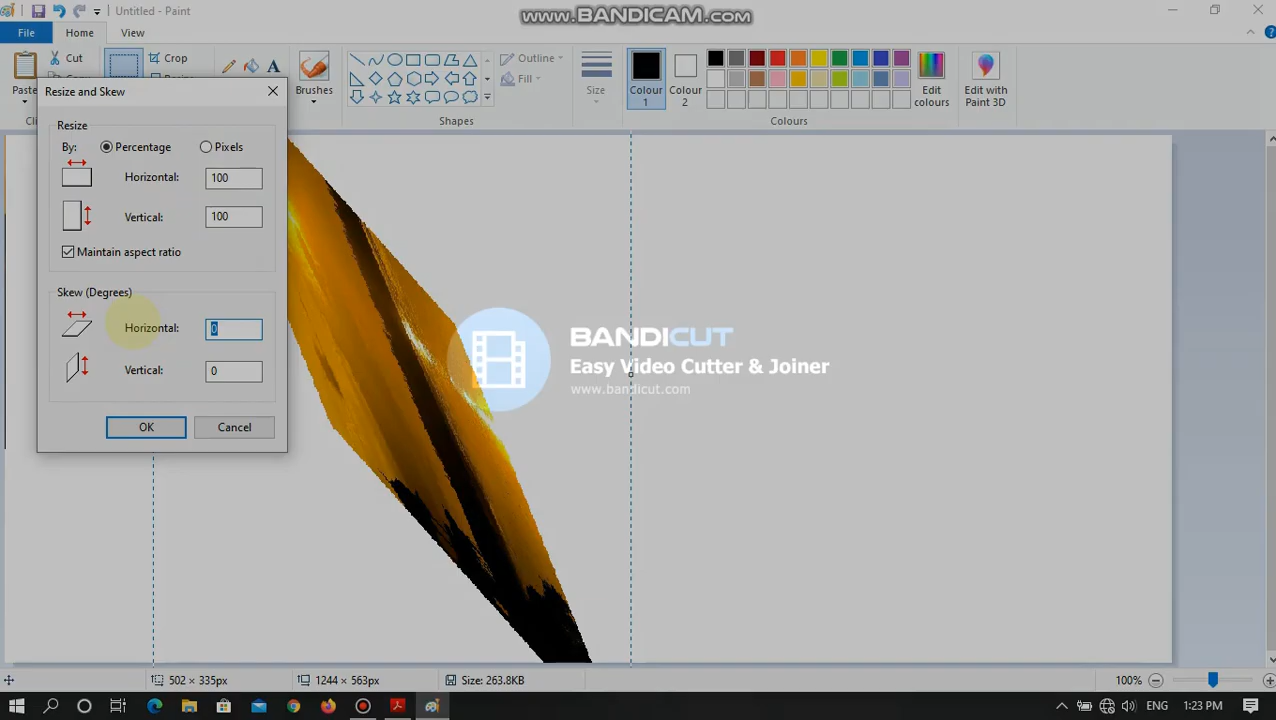 Untitled - Paint
www.BANDICAM.com
File
Home
View
Paste
Cut
Crop
Brushes
Shapes
Outline
Fill
Size
Colour 1
Colour 2
Edit colours
Edit with Paint 3D
Colours
Resize and Skew
Resize
By:
Percentage
Pixels
Horizontal:
100
Vertical:
100
Maintain aspect ratio
Skew (Degrees)
Horizontal:
0
Vertical:
0
OK
Cancel
BANDICUT
Easy Video Cutter & Joiner
www.bandicut.com
502 × 335px
1244 × 563px
Size: 263.8KB
100%
ENG
1:23 PM